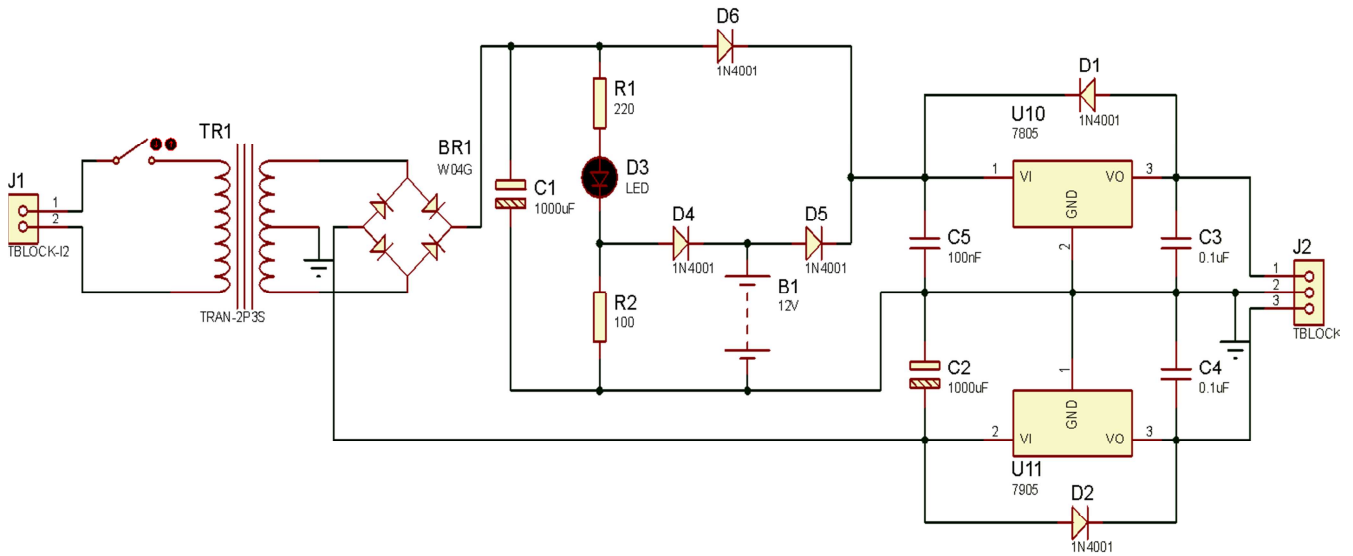 D6
1N4001
D1
1N4001
R1
220
U10
7805
TR1
BR1
W04G
J1
1
2
TBLOCK-I2
C1
1000uF
D3
LED
1
VI
VO
3
GND
2
D4
1N4001
D5
1N4001
C5
100nF
C3
0.1uF
J2
1
2
3
TBLOCK
B1
12V
R2
100
TRAN-2P3S
C2
1000uF
1
GND
C4
0.1uF
2
VI
VO
3
U11
7905
D2
1N4001